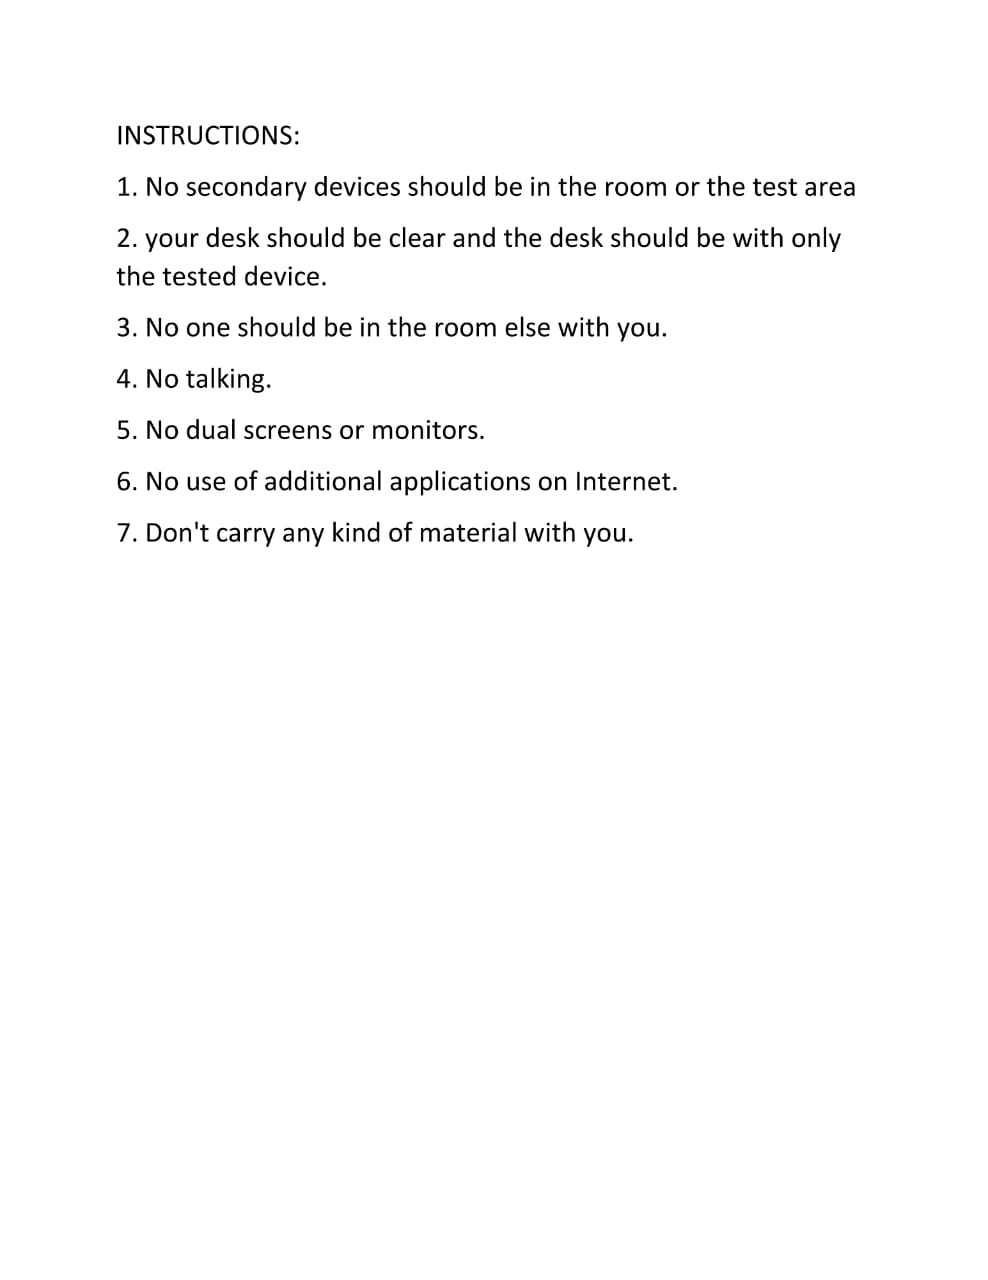 INSTRUCTIONS:
1. No secondary devices should be in the room or the test area
2. your desk should be clear and the desk should be with only
the tested device.
3. No one should be in the room else with you.
4. No talking.
5. No dual screens or monitors.
6. No use of additional applications on Internet.
7. Don't carry any kind of material with you.